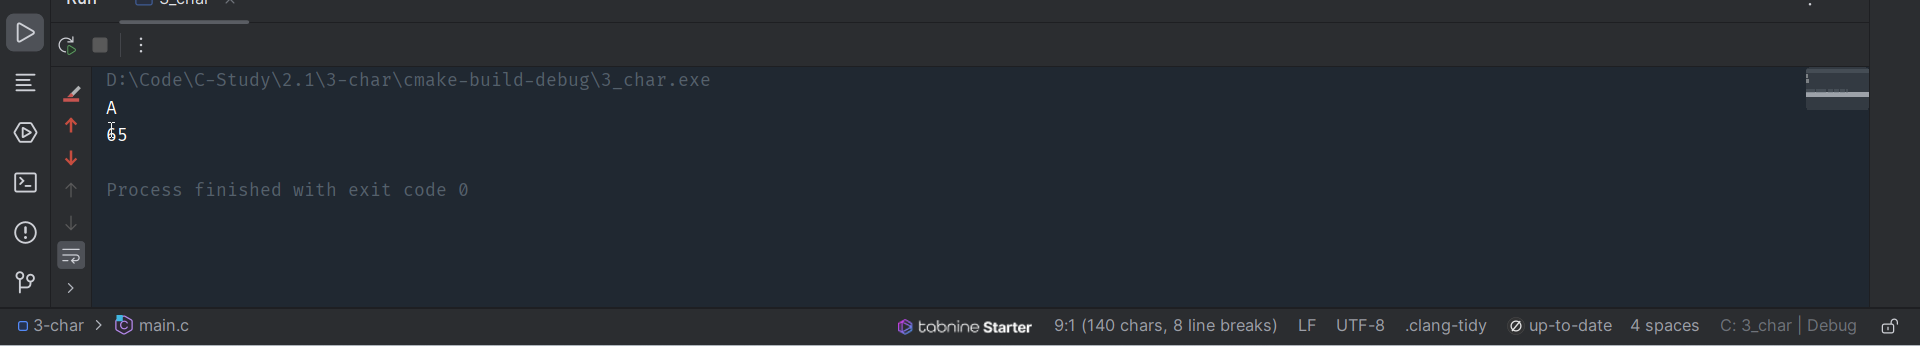 Run 3_char
D:\Code\C-Study\2.1\3-char\cmake-build-debug\3_char.exe
A
65
Process finished with exit code 0
3-char > main.c tabnine Starter 9:1 (140 chars, 8 line breaks) LF UTF-8 .clang-tidy up-to-date 4 spaces C: 3_char | Debug